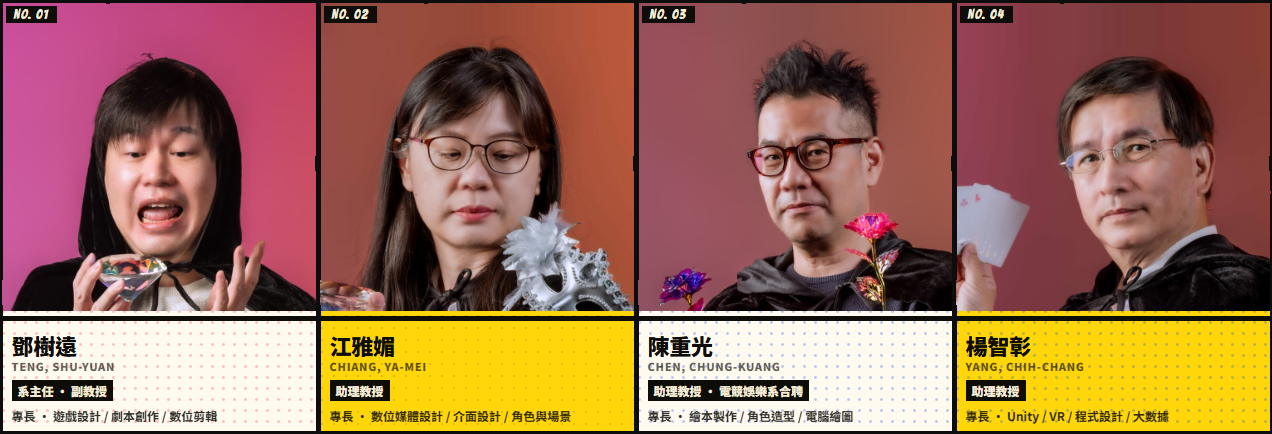 NO. 01
鄧樹遠
TENG, SHU-YUAN
系主任 • 副教授
專長 • 遊戲設計 / 劇本創作 / 數位剪輯
NO. 02
江雅媚
CHIANG, YA-MEI
助理教授
專長 • 數位媒體設計 / 介面設計 / 角色與場景
NO. 03
陳重光
CHEN, CHUNG-KUANG
助理教授 • 電競娛樂系合聘
專長 • 繪本製作 / 角色造型 / 電腦繪圖
NO. 04
楊智彰
YANG, CHIH-CHANG
助理教授
專長 • Unity / VR / 程式設計 / 大數據